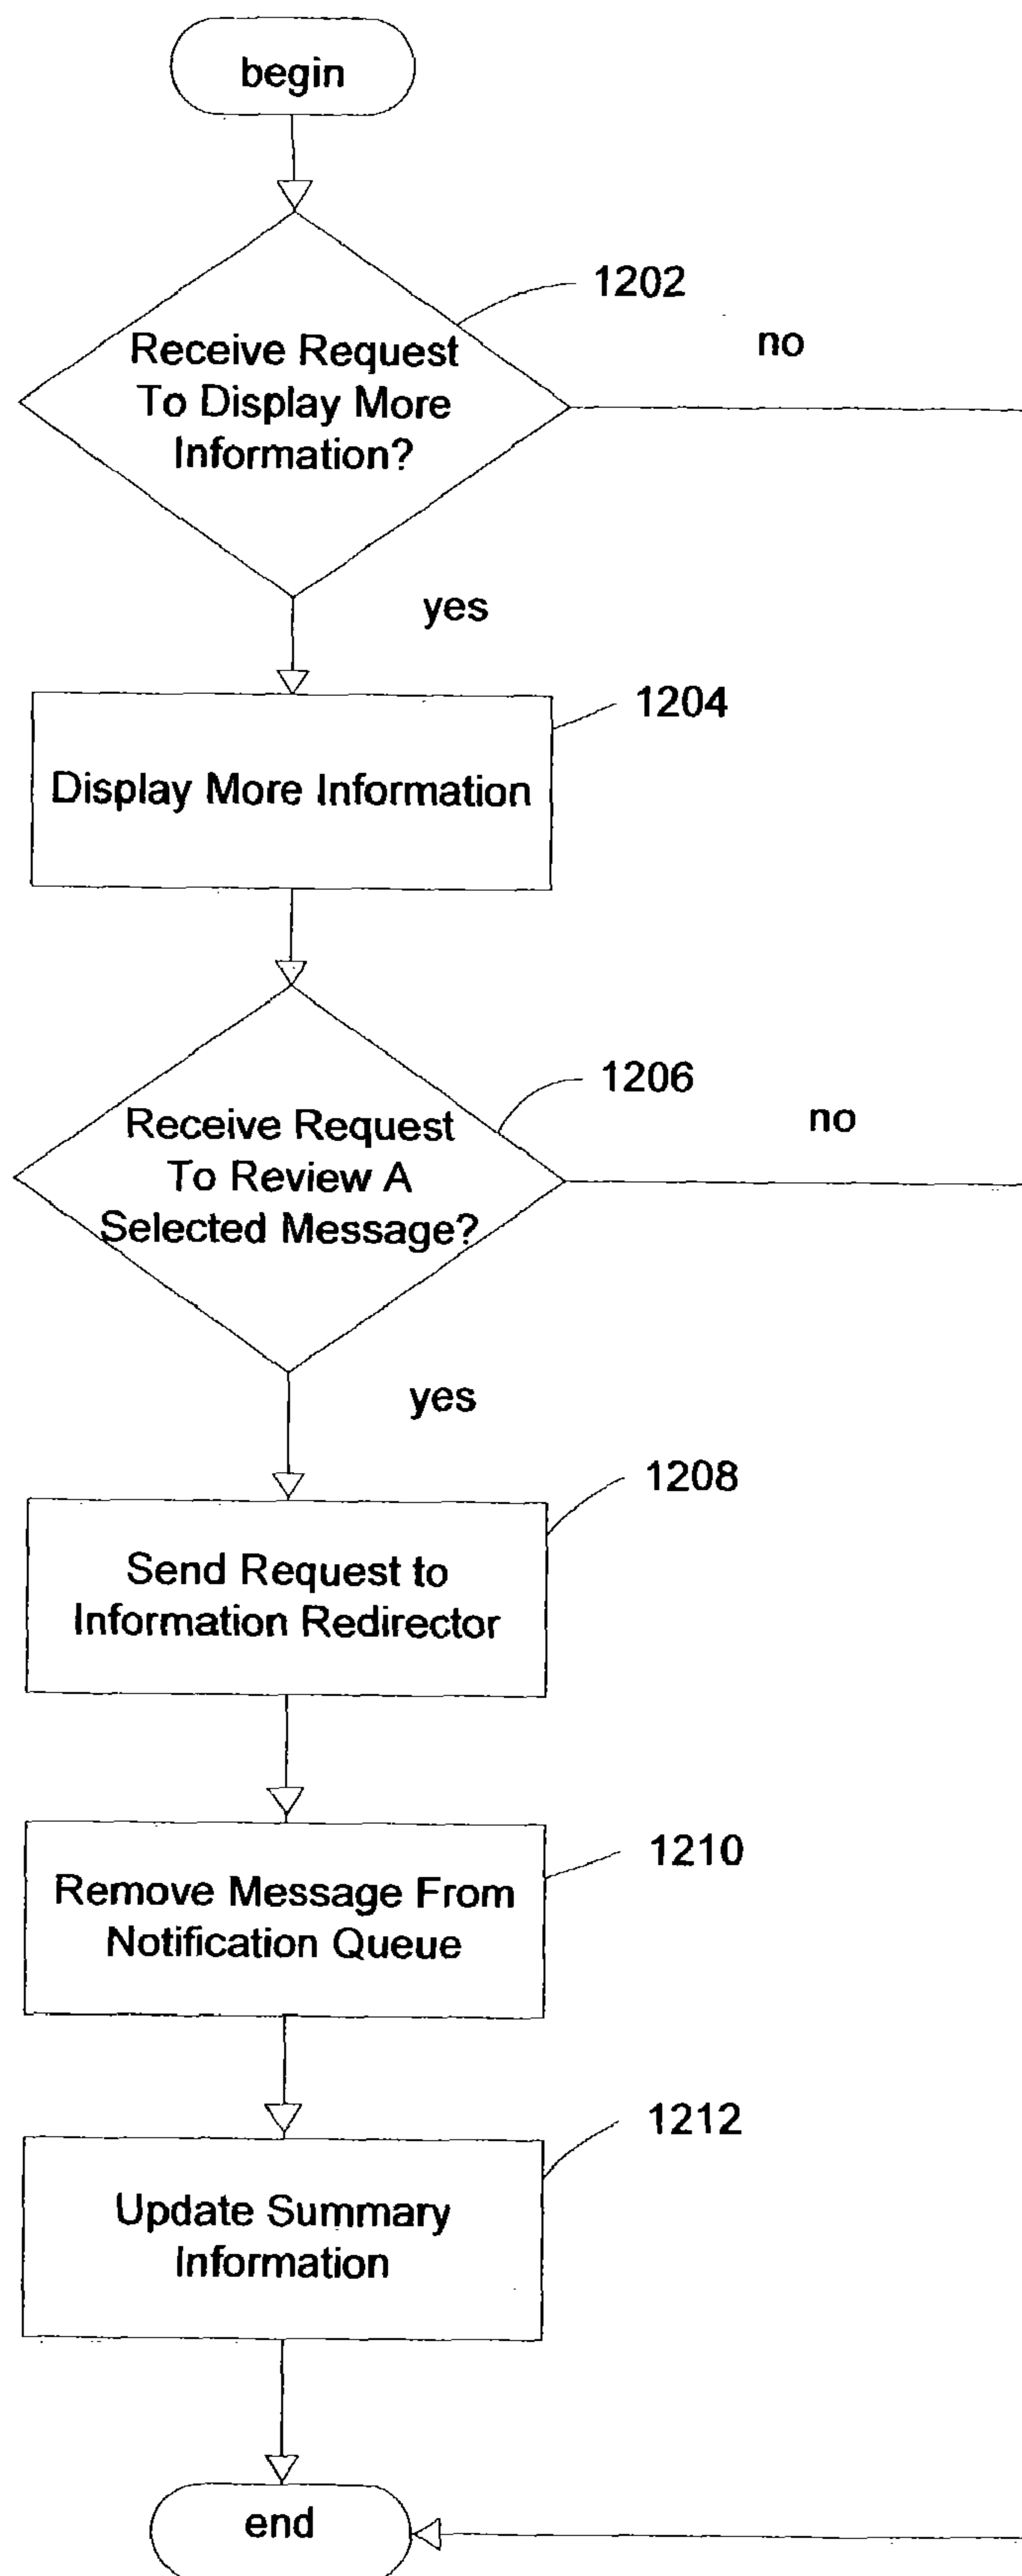 begin
1202
no
Receive Request
To Display More
Information?
yes
1204
Display More Information
1206
no
Receive Request
To Review A
Selected Message?
yes
1208
Send Request to
Information Redirector
1210
Remove Message From
Notification Queue
1212
Update Summary
Information
end